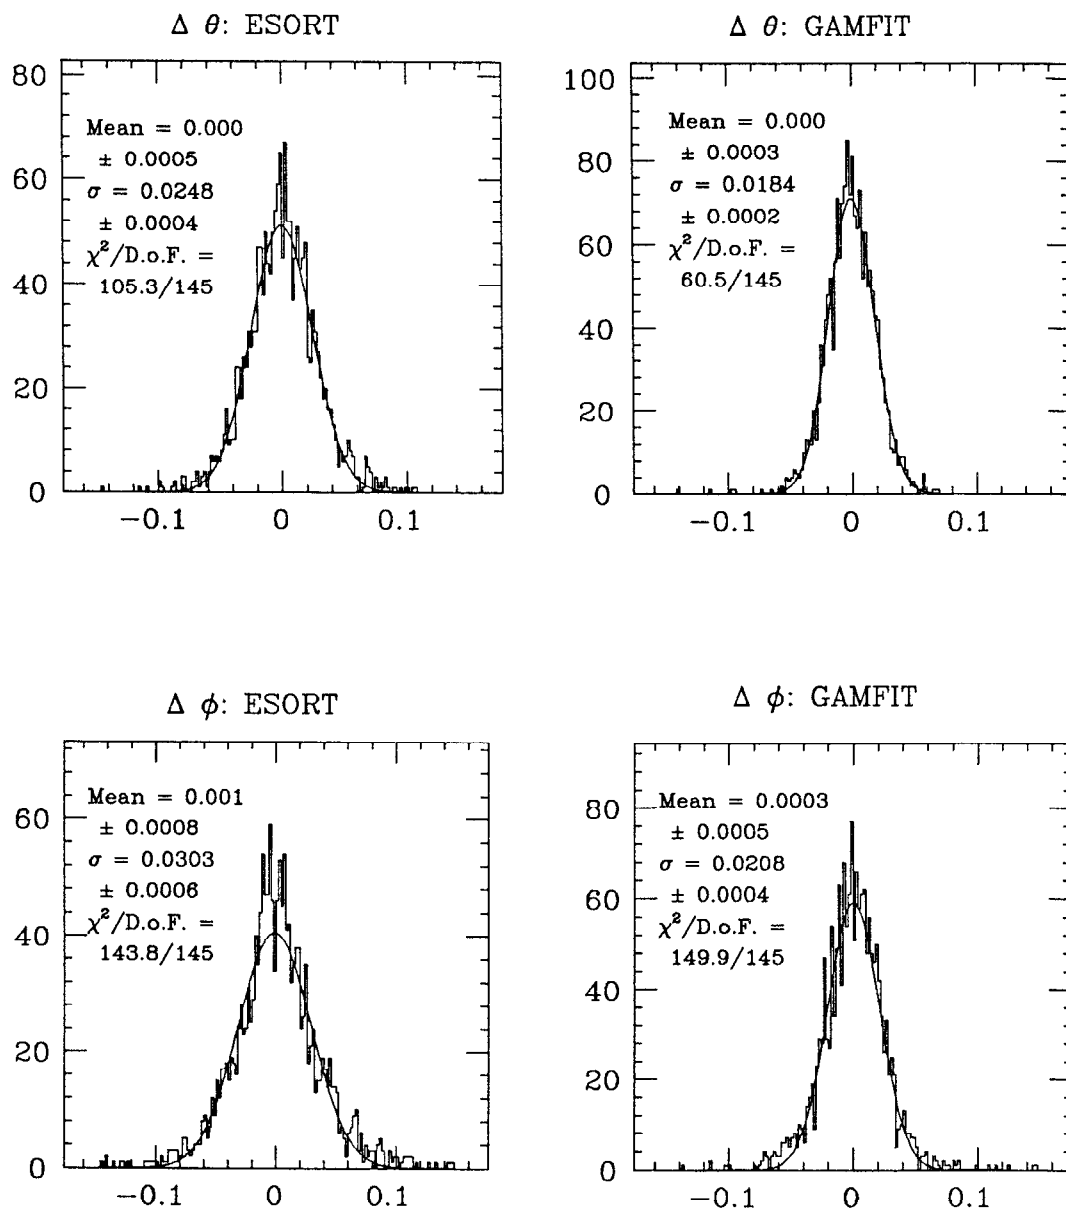 Δ θ: ESORT
80
60
40
20
0
Mean = 0.000
± 0.0005
σ = 0.0248
± 0.0004
χ²/D.o.F. =
105.3/145
−0.1 0 0.1
Δ θ: GAMFIT
100
80
60
40
20
0
Mean = 0.000
± 0.0003
σ = 0.0184
± 0.0002
χ²/D.o.F. =
60.5/145
−0.1 0 0.1
Δ ϕ: ESORT
60
40
20
0
Mean = 0.001
± 0.0008
σ = 0.0303
± 0.0006
χ²/D.o.F. =
143.8/145
−0.1 0 0.1
Δ ϕ: GAMFIT
80
60
40
20
0
Mean = 0.0003
± 0.0005
σ = 0.0208
± 0.0004
χ²/D.o.F. =
149.9/145
−0.1 0 0.1